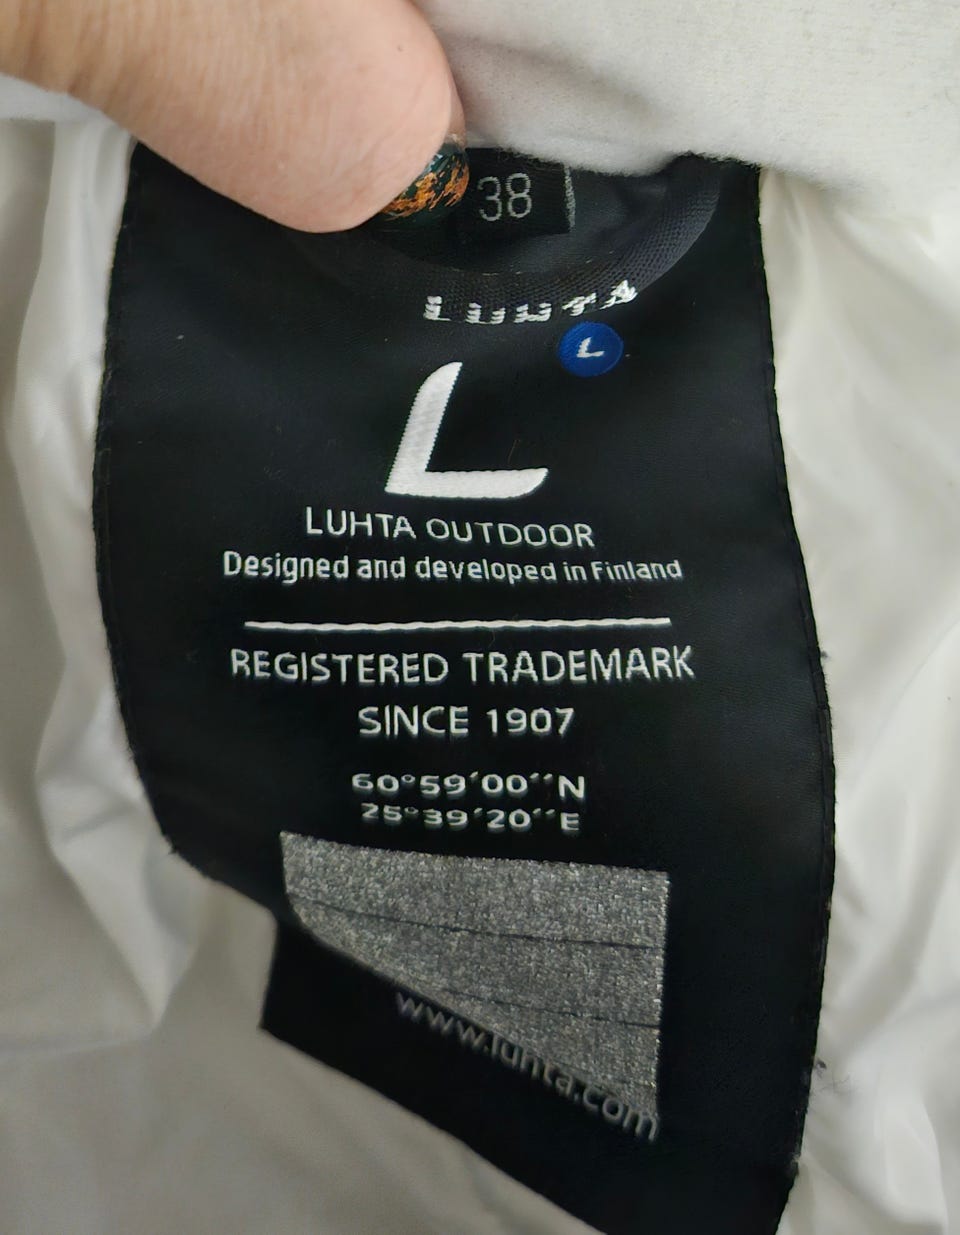 38
LUHTA
L
L
LUHTA OUTDOOR
Designed and developed in Finland
REGISTERED TRADEMARK
SINCE 1907
60°59'00''N
25°39'20''E
www.luhta.com